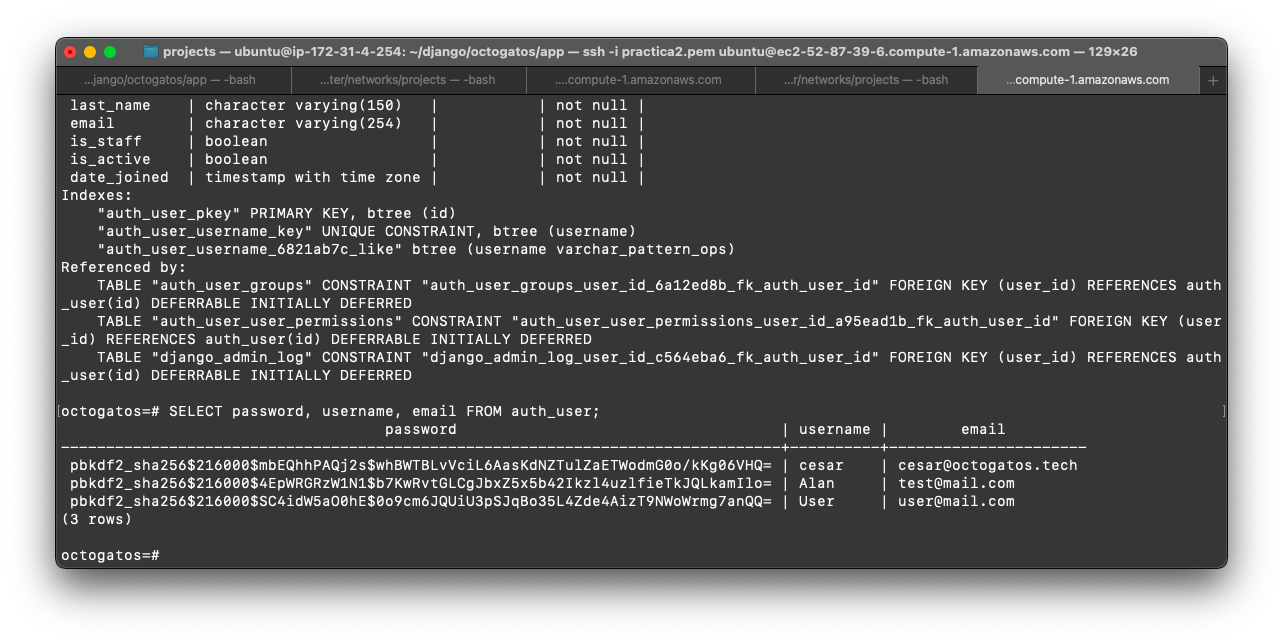 projects — ubuntu@ip-172-31-4-254: ~/django/octogatos/app — ssh -i practica2.pem ubuntu@ec2-52-87-39-6.compute-1.amazonaws.com — 129×26
...jango/octogatos/app — -bash ...ter/networks/projects — -bash ....compute-1.amazonaws.com ...r/networks/projects — -bash ...compute-1.amazonaws.com +
last_name | character varying(150) | | not null |
email | character varying(254) | | not null |
is_staff | boolean | | not null |
is_active | boolean | | not null |
date_joined | timestamp with time zone | | not null |
Indexes:
"auth_user_pkey" PRIMARY KEY, btree (id)
"auth_user_username_key" UNIQUE CONSTRAINT, btree (username)
"auth_user_username_6821ab7c_like" btree (username varchar_pattern_ops)
Referenced by:
TABLE "auth_user_groups" CONSTRAINT "auth_user_groups_user_id_6a12ed8b_fk_auth_user_id" FOREIGN KEY (user_id) REFERENCES auth
_user(id) DEFERRABLE INITIALLY DEFERRED
TABLE "auth_user_user_permissions" CONSTRAINT "auth_user_user_permissions_user_id_a95ead1b_fk_auth_user_id" FOREIGN KEY (user
_id) REFERENCES auth_user(id) DEFERRABLE INITIALLY DEFERRED
TABLE "django_admin_log" CONSTRAINT "django_admin_log_user_id_c564eba6_fk_auth_user_id" FOREIGN KEY (user_id) REFERENCES auth
_user(id) DEFERRABLE INITIALLY DEFERRED
[octogatos=# SELECT password, username, email FROM auth_user; ]
password | username | email
--------------------------------------------------------------------------------+----------+----------------------
pbkdf2_sha256$216000$mbEQhhPAQj2s$whBWTBLvVciL6AasKdNZTulZaETWodmG0o/kKg06VHQ= | cesar | cesar@octogatos.tech
pbkdf2_sha256$216000$4EpWRGRzW1N1$b7KwRvtGLCgJbxZ5x5b42Ikzl4uzlfieTkJQLkamIlo= | Alan | test@mail.com
pbkdf2_sha256$216000$SC4idW5aO0hE$0o9cm6JQUiU3pSJqBo35L4Zde4AizT9NWoWrmg7anQQ= | User | user@mail.com
(3 rows)
octogatos=#